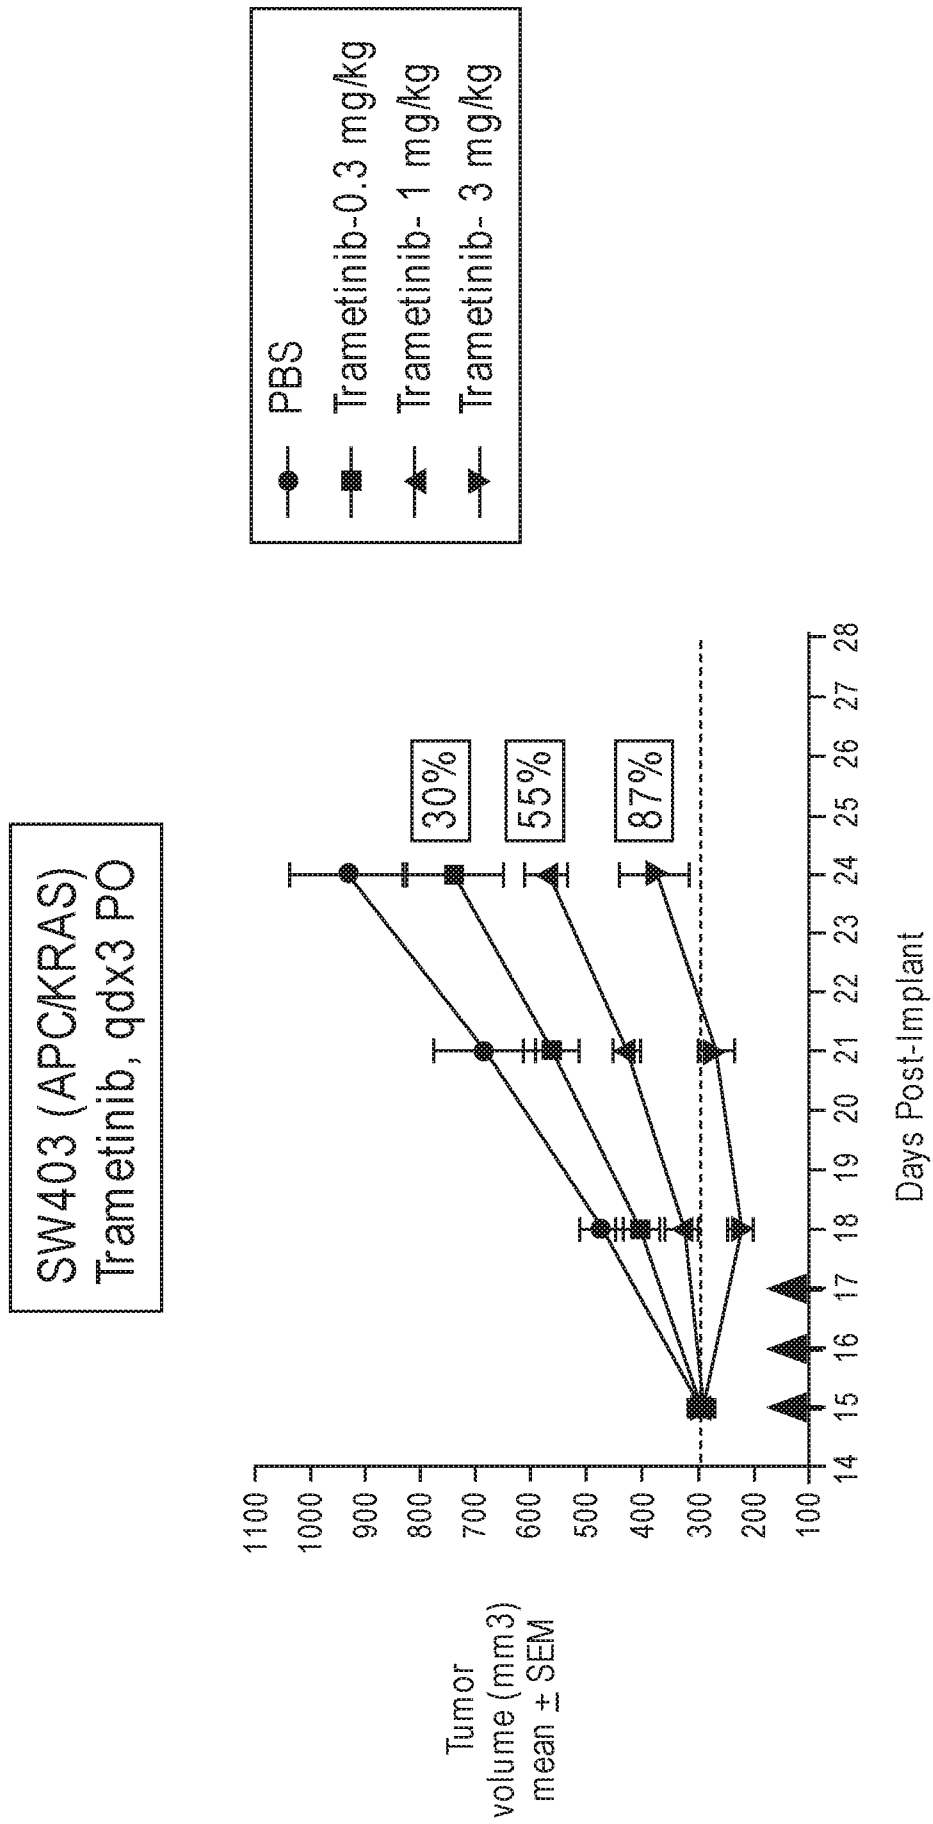 SW403 (APC/KRAS)
Trametinib, qdx3 PO
Tumor
volume (mm3)
mean ± SEM
1100
1000
900
800
700
600
500
400
300
200
100
14
15
16
17
18
19
20
21
22
23
24
25
26
27
28
Days Post-Implant
30%
55%
87%
PBS
Trametinib-0.3 mg/kg
Trametinib- 1 mg/kg
Trametinib- 3 mg/kg